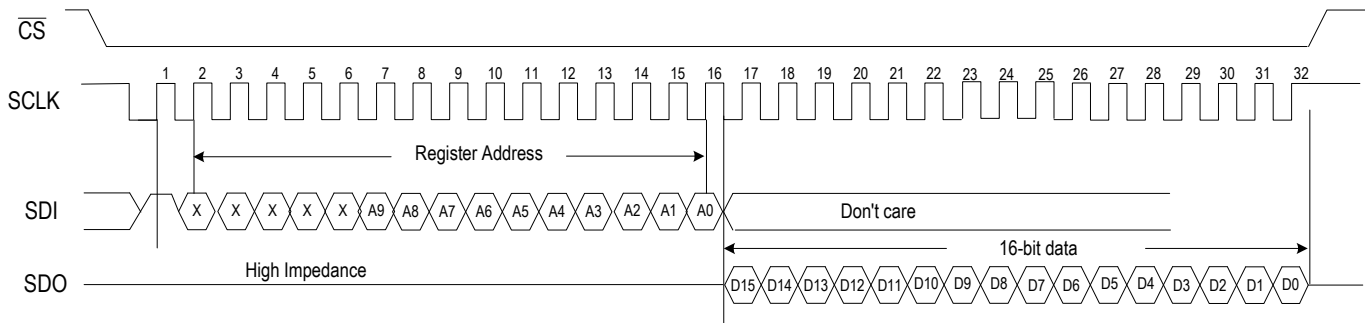 CS
1 2 3 4 5 6 7 8 9 10 11 12 13 14 15 16 17 18 19 20 21 22 23 24 25 26 27 28 29 30 31 32
SCLK
Register Address
SDI X X X X X A9 A8 A7 A6 A5 A4 A3 A2 A1 A0 Don't care
16-bit data
High Impedance
SDO D15 D14 D13 D12 D11 D10 D9 D8 D7 D6 D5 D4 D3 D2 D1 D0